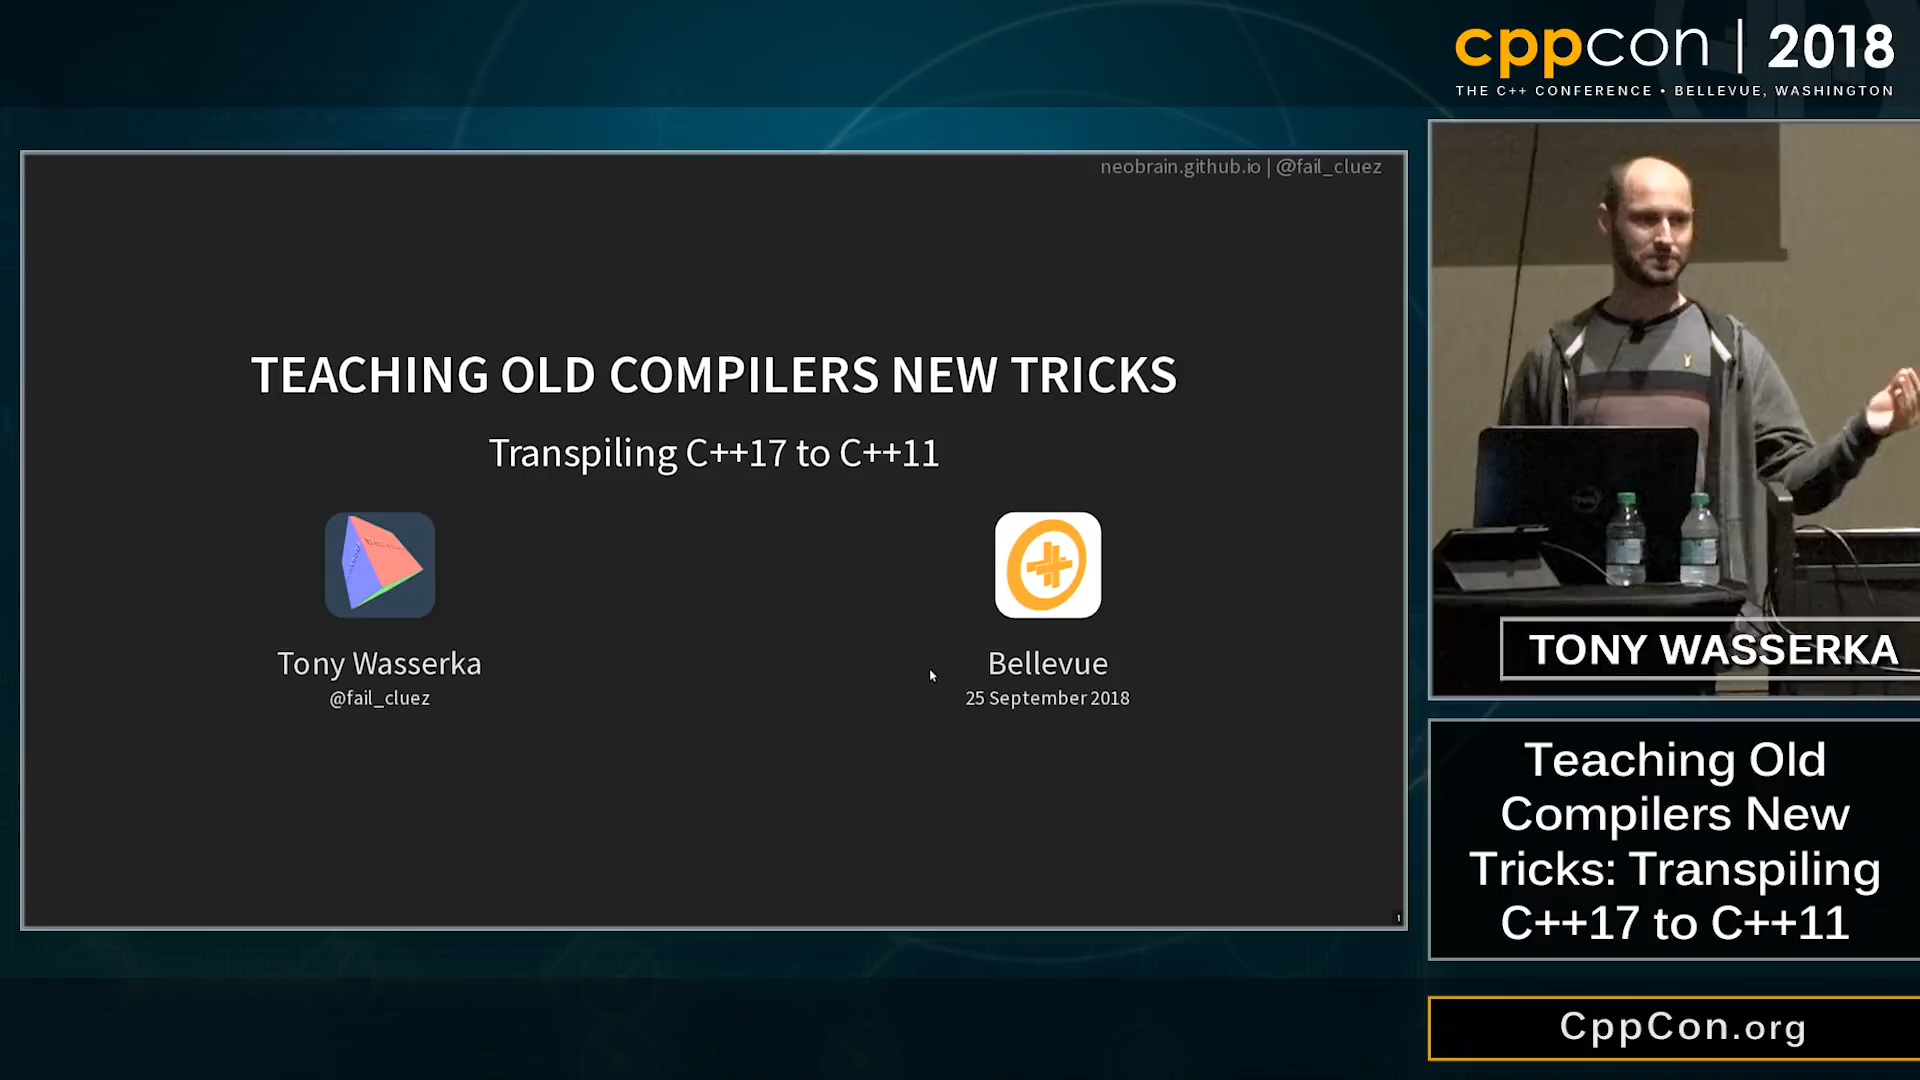 cppcon | 2018
THE C++ CONFERENCE • BELLEVUE, WASHINGTON
neobrain.github.io | @fail_cluez
TEACHING OLD COMPILERS NEW TRICKS
Transpiling C++17 to C++11
Tony Wasserka
@fail_cluez
Bellevue
25 September 2018
1
TONY WASSERKA
Teaching Old
Compilers New
Tricks: Transpiling
C++17 to C++11
CppCon.org